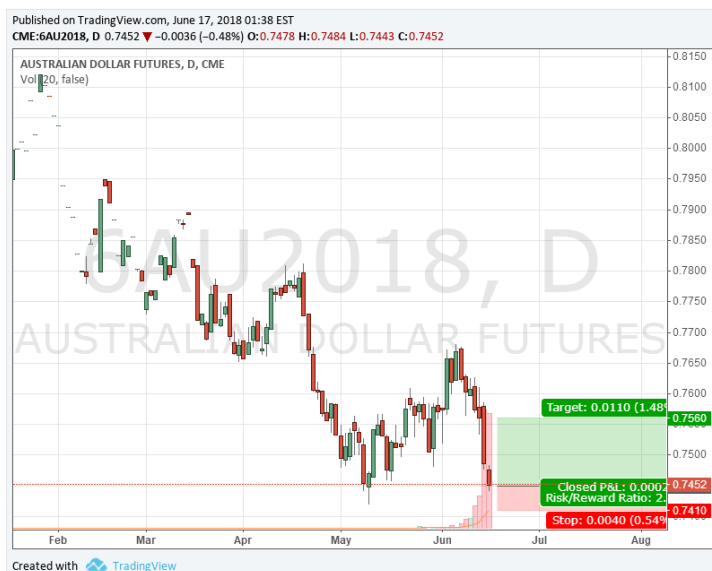 Published on TradingView.com, June 17, 2018 01:38 EST
CME:6AU2018, D 0.7452 ▼ −0.0036 (−0.48%) O:0.7478 H:0.7484 L:0.7443 C:0.7452
AUSTRALIAN DOLLAR FUTURES, D, CME
Vol (20, false)
6AU2018, D
AUSTRALIAN DOLLAR FUTURES
0.8150
0.8100
0.8050
0.8000
0.7950
0.7900
0.7850
0.7800
0.7750
0.7700
0.7650
0.7600
Target: 0.0110 (1.48%
0.7560
0.7500
Closed P&L: 0.0002
0.7452
Risk/Reward Ratio: 2.
0.7410
Stop: 0.0040 (0.54%
Feb Mar Apr May Jun Jul Aug
Created with TradingView